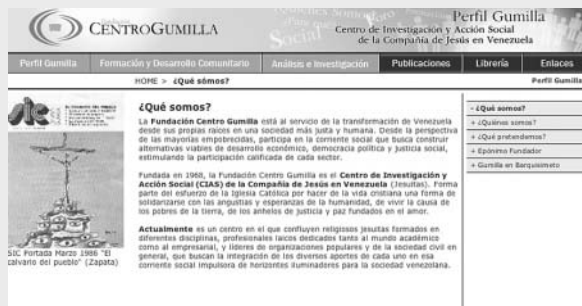 CENTROGUMILLA
Perfil Gumilla
Centro de Investigación y
Acción Social
de la Compañía de Jesús en Venezuela
Perfil Gumilla
Formación y Desarrollo Comunitario
Análisis e Investigación
Publicaciones
Librería
Enlaces
HOME > ¿Qué sómos?
Perfil Gumilla
¿Qué somos?
La Fundación Centro Gumilla está al servicio de la transformación de Venezuela
desde sus propias raíces en una sociedad más justa y humana. Desde la perspectiva
de las mayorías empobrecidas, participa en la corriente social que busca construir
alternativas viables de desarrollo económico, democracia política y justicia social,
estimulando la participación calificada de cada sector.
Fundada en 1968, la Fundación Centro Gumilla es el Centro de Investigación y
Acción Social (CIAS) de la Compañía de Jesús en Venezuela (Jesuitas). Forma
parte del esfuerzo de la Iglesia Católica por hacer de la vida cristiana una forma de
solidarizarse con las angustias y esperanzas de la humanidad, de vivir la causa de
los pobres de la tierra, de los anhelos de justicia y paz fundados en el amor.
Actualmente es un centro en el que confluyen religiosos jesuitas formados en
diferentes disciplinas, profesionales laicos dedicados tanto al mundo académico
como al empresarial, y líderes de organizaciones populares y de la sociedad civil en
general, que buscan la integración de los diversos aportes de cada uno en esa
corriente social impulsora de horizontes iluminadores para la sociedad venezolana.
sic
SIC Portada Marzo 1986 "El
calvario del pueblo" (Zapata)
- ¿Qué somos?
+ ¿Quiénes somos?
+ ¿Qué pretendemos?
+ Epónimo Fundador
+ Gumilla en Barquisimeto